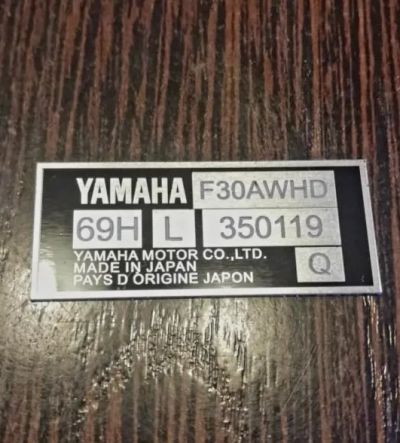 YAMAHA F30AWHD
69H L 350119
YAMAHA MOTOR CO.,LTD.
MADE IN JAPAN Q
PAYS D ORIGINE JAPON